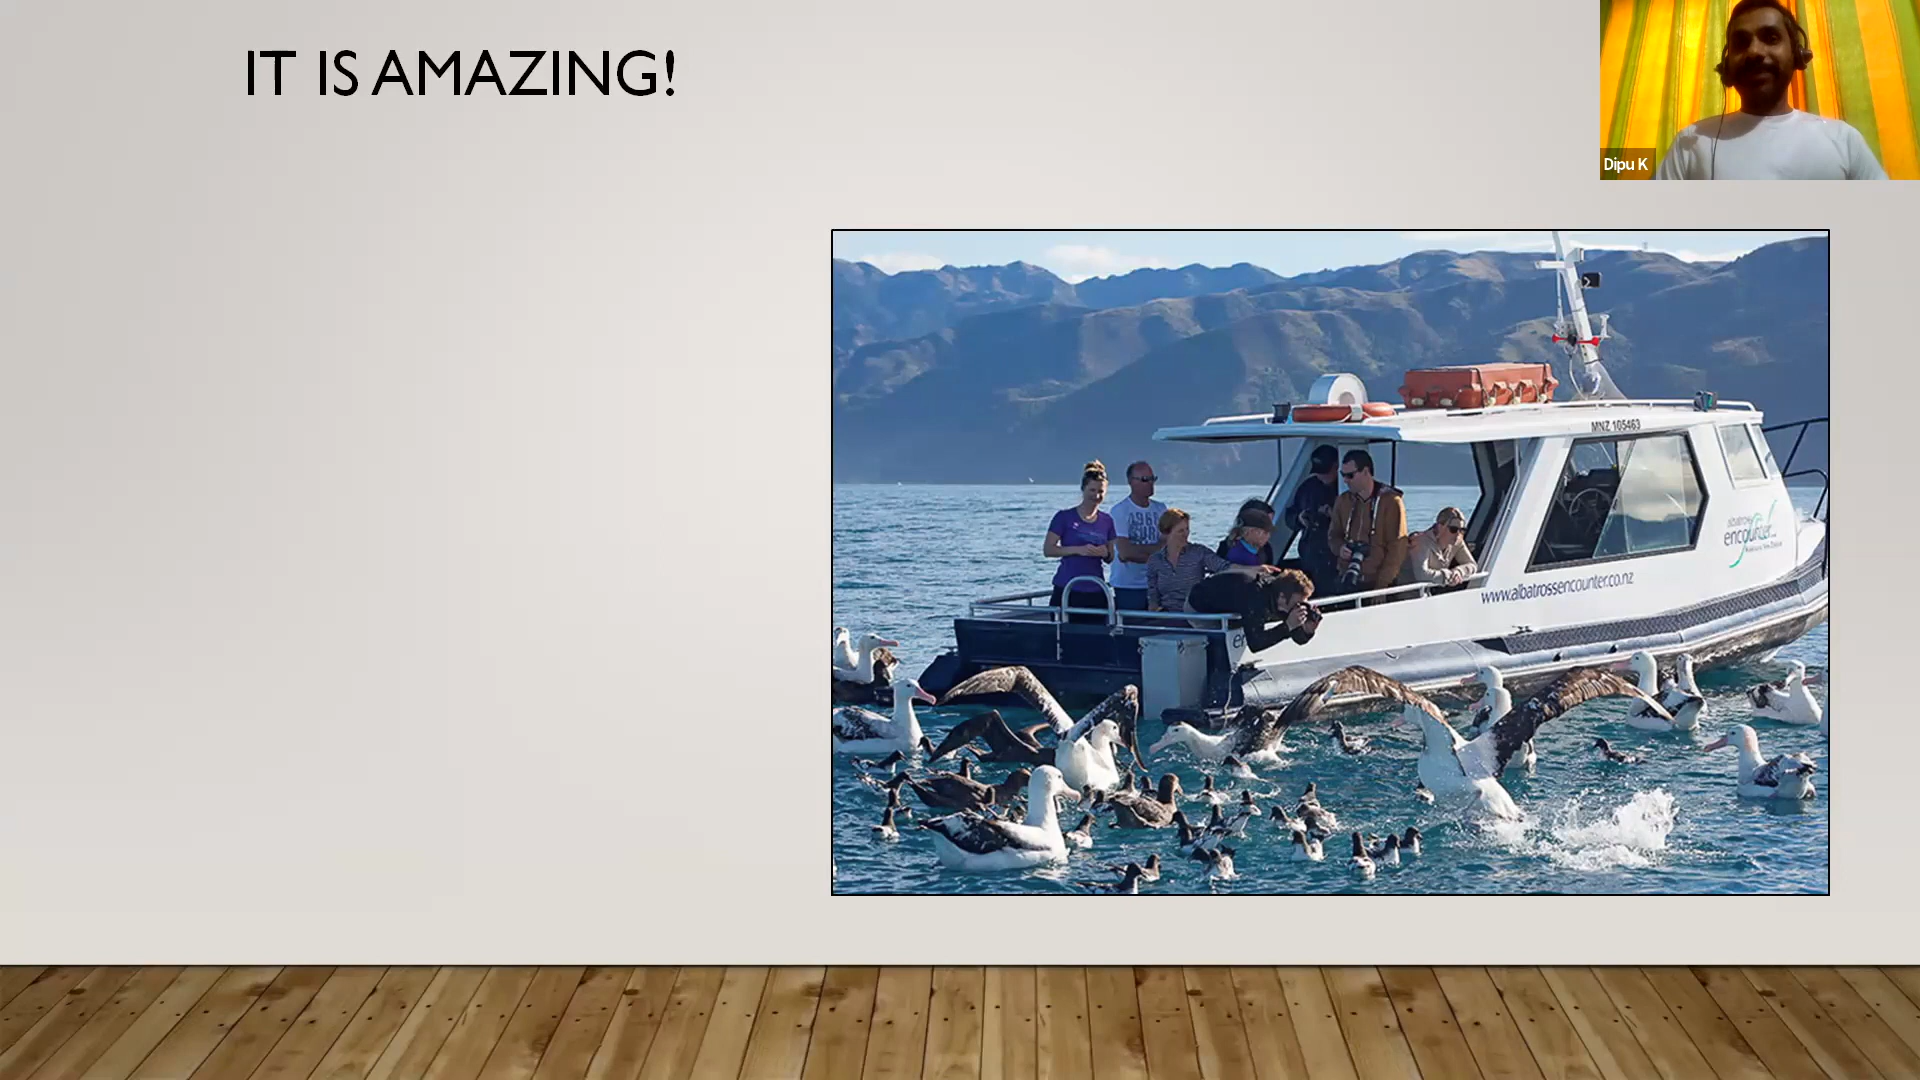 IT IS AMAZING!
Dipu K
MNZ 105463
encounter
www.albatrossencounter.co.nz